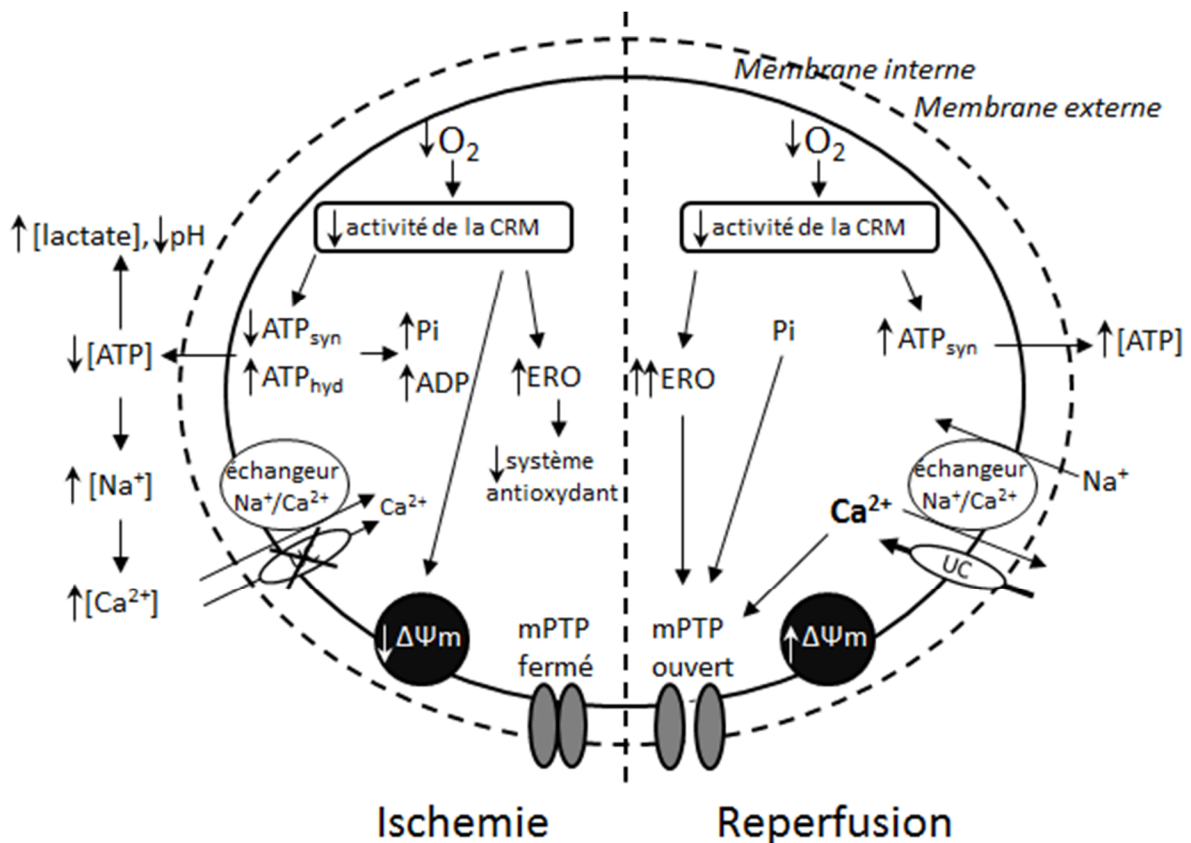 Membrane interne
Membrane externe
↓O₂
↓activité de la CRM
↑[lactate],↓pH
↓[ATP]
↑[Na⁺]
↑[Ca²⁺]
↓ATPsyn
↑ATPhyd
↑Pi
↑ADP
↑ERO
↓système
antioxydant
échangeur
Na⁺/Ca²⁺
Ca²⁺
↓ΔΨm
mPTP
fermé
↓O₂
↓activité de la CRM
↑↑ERO
Pi
↑ATPsyn
↑[ATP]
échangeur
Na⁺/Ca²⁺
Na⁺
Ca²⁺
UC
mPTP
ouvert
↑ΔΨm
Ischemie
Reperfusion